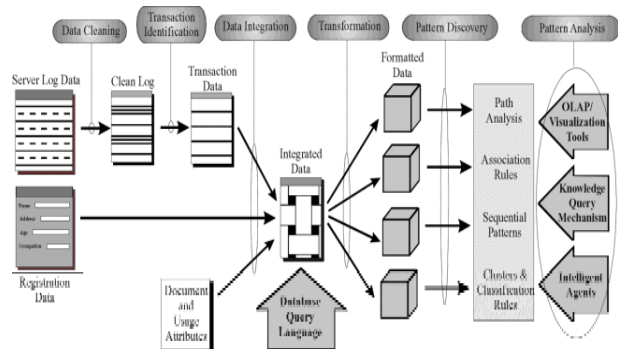 Data Cleaning
Transaction
Identification
Data Integration
Transformation
Pattern Discovery
Pattern Analysis
Server Log Data
Clean Log
Transaction
Data
Formatted
Data
Integrated
Data
Path
Analysis
Association
Rules
Sequential
Patterns
Clusters &
Classification
Rules
OLAP/
Visualization
Tools
Knowledge
Query
Mechanism
Intelligent
Agents
Name
Address
Age
Occupation
Registration
Data
Document
and
Usage
Attributes
Database
Query
Language